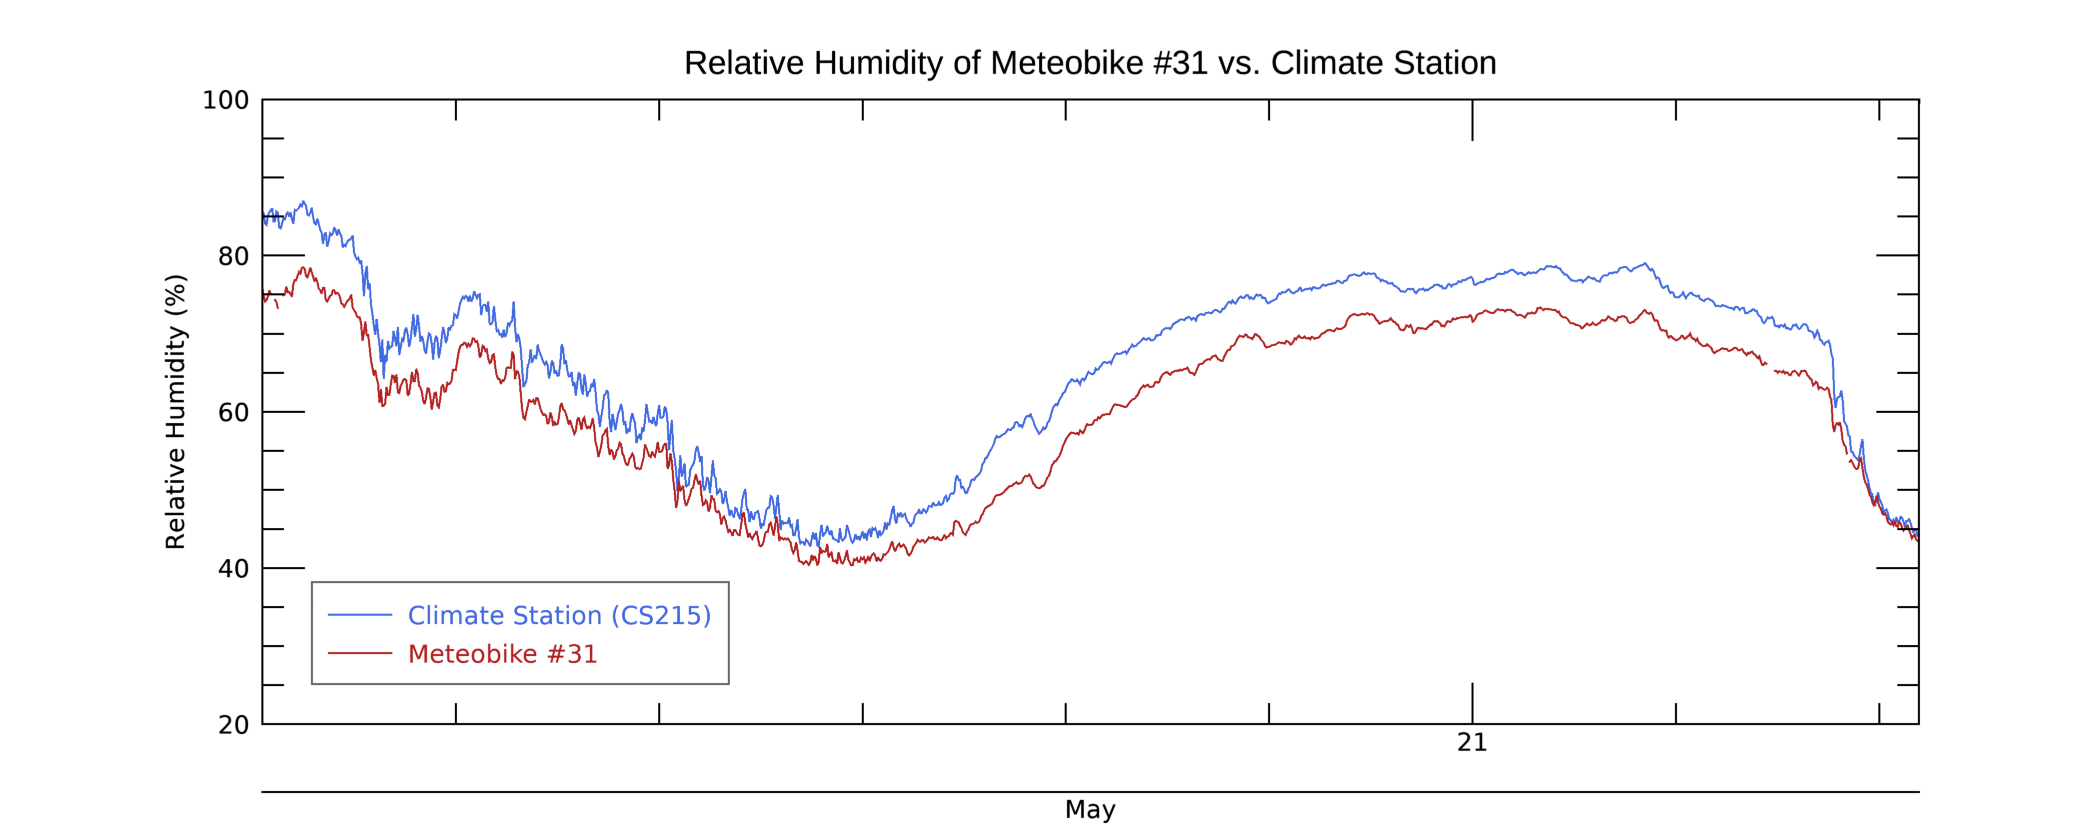 Relative Humidity of Meteobike #31 vs. Climate Station
100
80
60
40
20
Relative Humidity (%)
Climate Station (CS215)
Meteobike #31
21
May